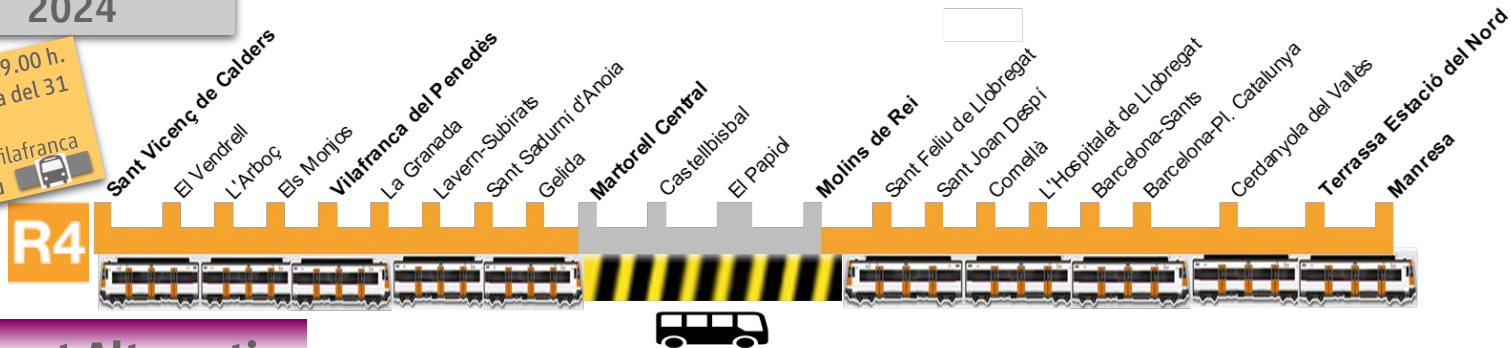 2024
9.00 h.
del 31
Vilafranca
R4
Sant Vicenç de Calders
El Vendrell
L'Arboç
Els Monjos
Vilafranca del Penedès
La Granada
Lavern-Subirats
Sant Sadurní d'Anoia
Gelida
Martorell Central
Castellbisbal
El Papiol
Molins de Rei
Sant Feliu de Llobregat
Sant Joan Despí
Cornellà
L'Hospitalet de Llobregat
Barcelona-Sants
Barcelona-Pl. Catalunya
Cerdanyola del Vallès
Terrassa Estació del Nord
Manresa